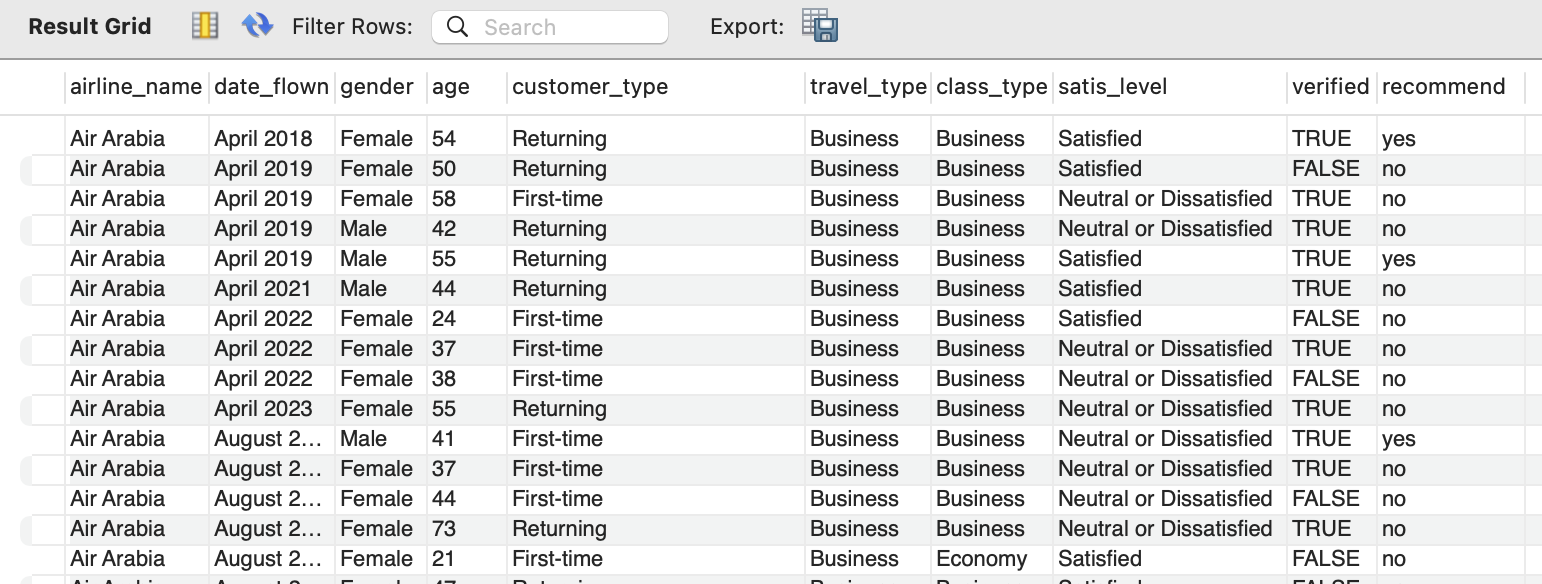 Result Grid Filter Rows: Search Export:
airline_name date_flown gender age customer_type travel_type class_type satis_level verified recommend
Air Arabia April 2018 Female 54 Returning Business Business Satisfied TRUE yes
Air Arabia April 2019 Female 50 Returning Business Business Satisfied FALSE no
Air Arabia April 2019 Female 58 First-time Business Business Neutral or Dissatisfied TRUE no
Air Arabia April 2019 Male 42 Returning Business Business Neutral or Dissatisfied TRUE no
Air Arabia April 2019 Male 55 Returning Business Business Satisfied TRUE yes
Air Arabia April 2021 Male 44 Returning Business Business Satisfied TRUE no
Air Arabia April 2022 Female 24 First-time Business Business Satisfied FALSE no
Air Arabia April 2022 Female 37 First-time Business Business Neutral or Dissatisfied TRUE no
Air Arabia April 2022 Female 38 First-time Business Business Neutral or Dissatisfied FALSE no
Air Arabia April 2023 Female 55 Returning Business Business Neutral or Dissatisfied TRUE no
Air Arabia August 2... Male 41 First-time Business Business Neutral or Dissatisfied TRUE yes
Air Arabia August 2... Female 37 First-time Business Business Neutral or Dissatisfied TRUE no
Air Arabia August 2... Female 44 First-time Business Business Neutral or Dissatisfied FALSE no
Air Arabia August 2... Female 73 Returning Business Business Neutral or Dissatisfied TRUE no
Air Arabia August 2... Female 21 First-time Business Economy Satisfied FALSE no